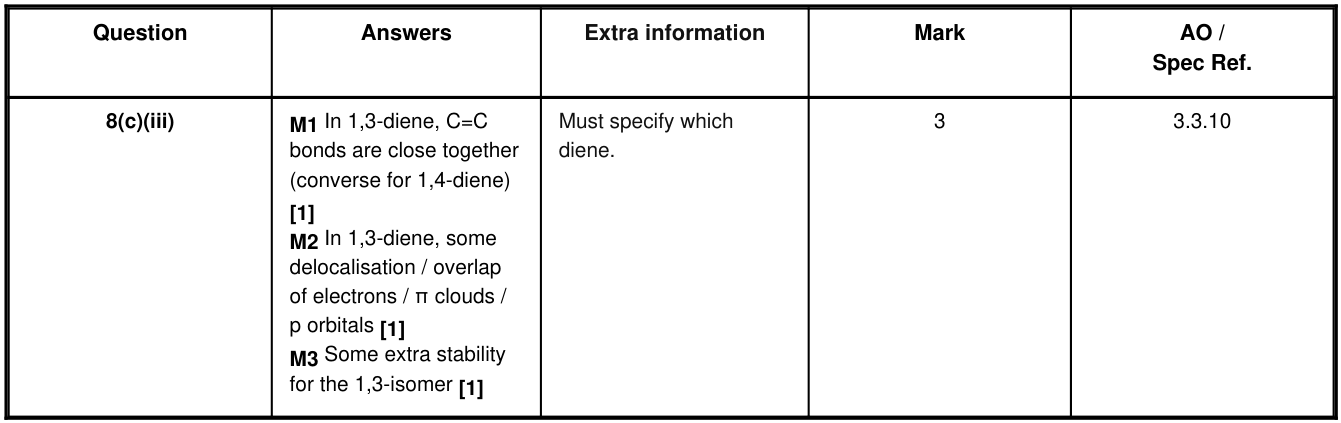 Question Answers Extra information Mark AO /
Spec Ref.
8(c)(iii) M1 In 1,3-diene, C=C Must specify which 3 3.3.10
bonds are close together diene.
(converse for 1,4-diene)
[1]
M2 In 1,3-diene, some
delocalisation / overlap
of electrons / π clouds /
p orbitals [1]
M3 Some extra stability
for the 1,3-isomer [1]